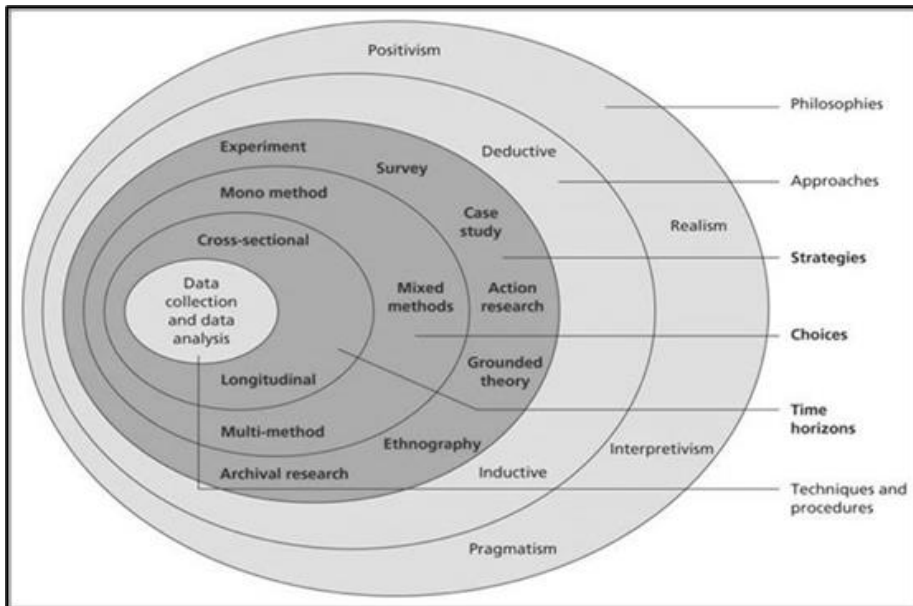 Positivism
Philosophies
Experiment
Deductive
Survey
Approaches
Mono method
Case
study
Realism
Cross-sectional
Strategies
Data
collection
and data
analysis
Mixed
methods
Action
research
Choices
Longitudinal
Grounded
theory
Time
horizons
Multi-method
Ethnography
Interpretivism
Archival research
Inductive
Techniques and
procedures
Pragmatism